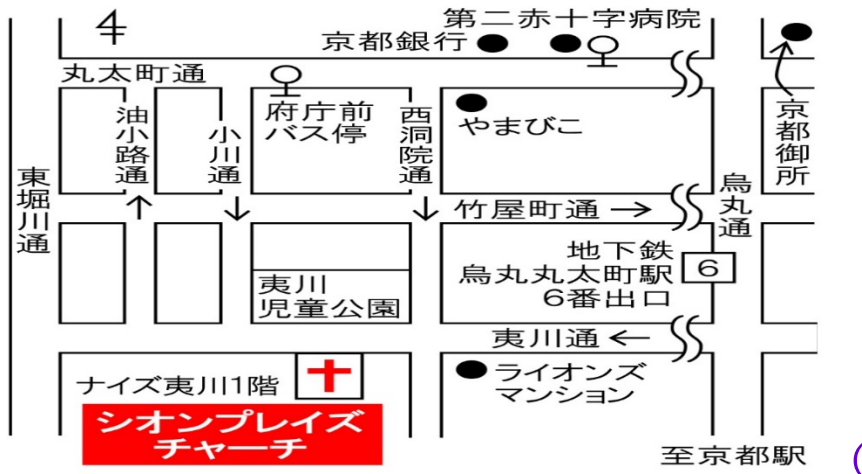 第二赤十字病院
京都銀行
丸太町通
府庁前
バス停
やまびこ
京都御所
油小路通
小川通
西洞院通
東堀川通
烏丸通
竹屋町通
地下鉄
烏丸丸太町駅
6番出口
6
夷川
児童公園
夷川通
ナイズ夷川1階
ライオンズ
マンション
シオンプレイズ
チャーチ
至京都駅